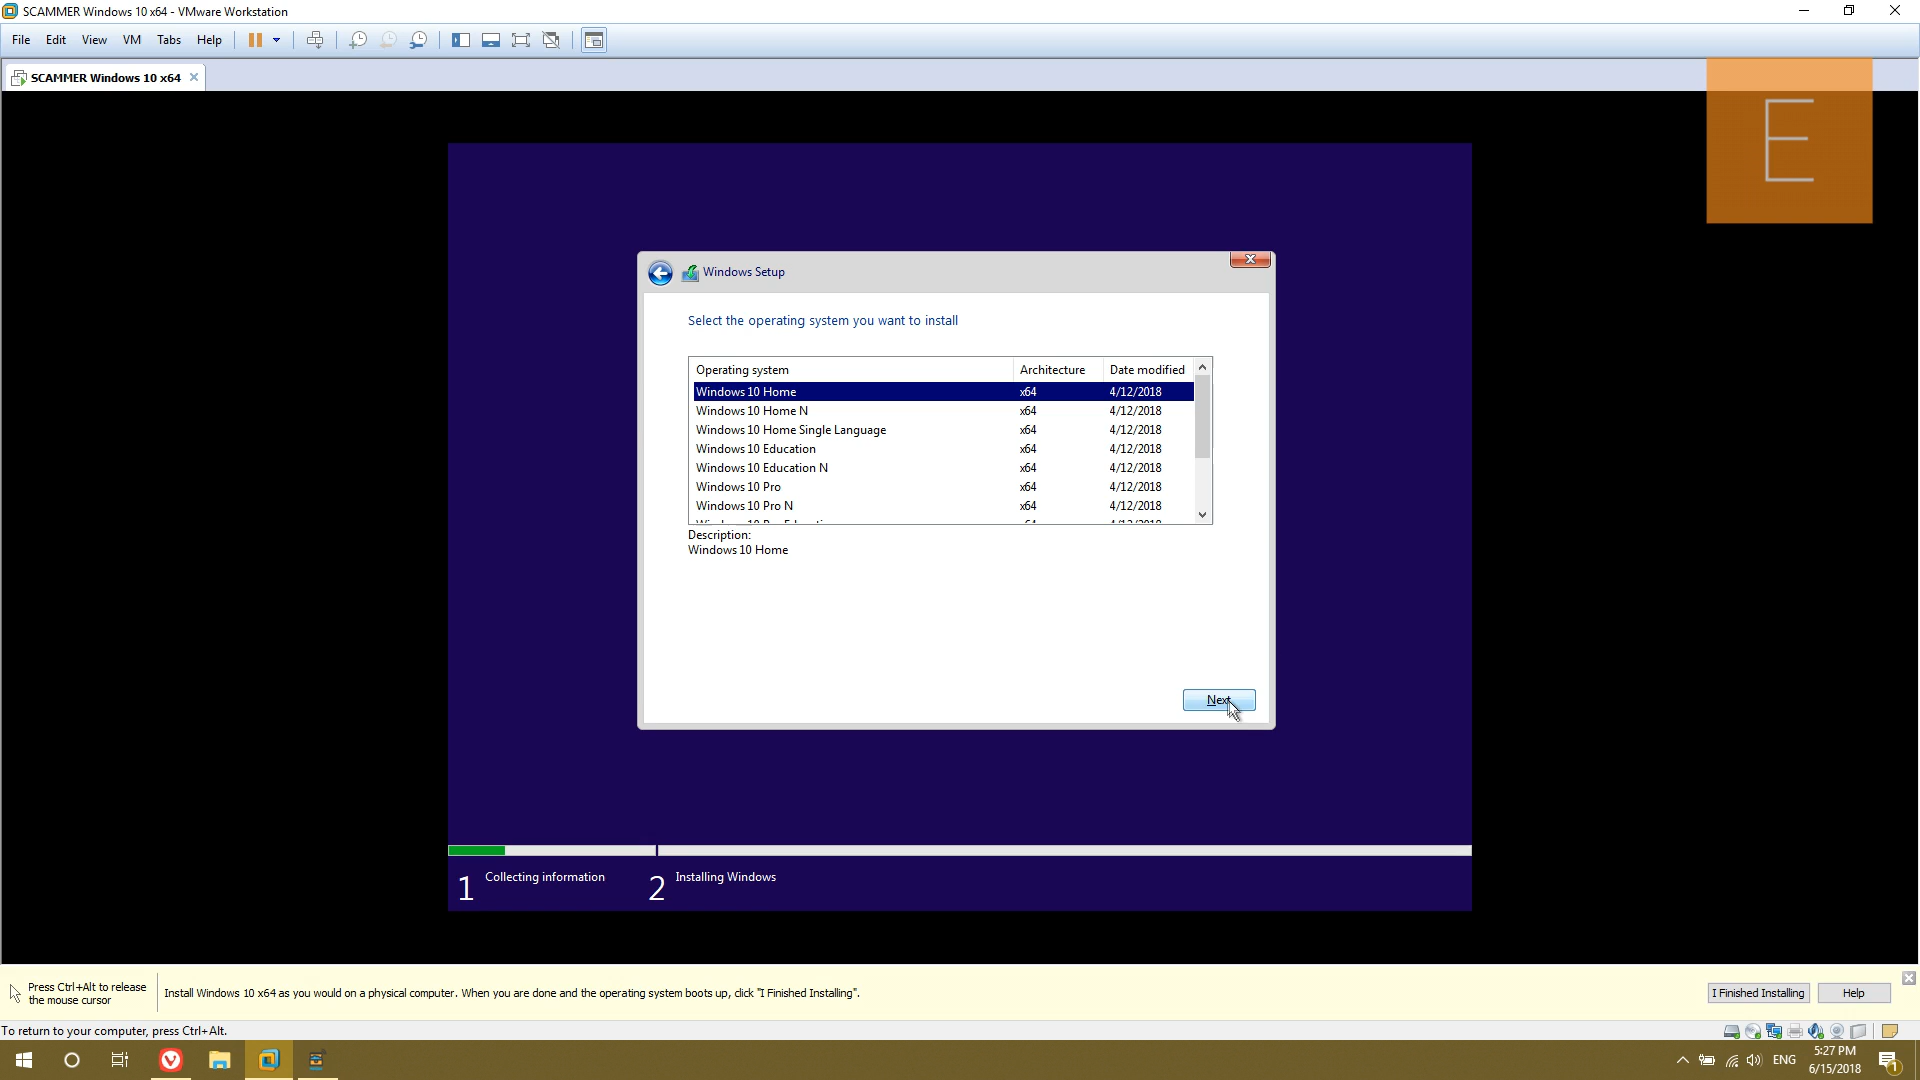 SCAMMER Windows 10 x64 - VMware Workstation
File Edit View VM Tabs Help
SCAMMER Windows 10 x64
E
Windows Setup
Select the operating system you want to install
Operating system Architecture Date modified
Windows 10 Home x64 4/12/2018
Windows 10 Home N x64 4/12/2018
Windows 10 Home Single Language x64 4/12/2018
Windows 10 Education x64 4/12/2018
Windows 10 Education N x64 4/12/2018
Windows 10 Pro x64 4/12/2018
Windows 10 Pro N x64 4/12/2018
Description:
Windows 10 Home
Next
1 Collecting information 2 Installing Windows
Press Ctrl+Alt to release
the mouse cursor
Install Windows 10 x64 as you would on a physical computer. When you are done and the operating system boots up, click "I Finished Installing".
I Finished Installing Help
To return to your computer, press Ctrl+Alt.
ENG
5:27 PM
6/15/2018
1